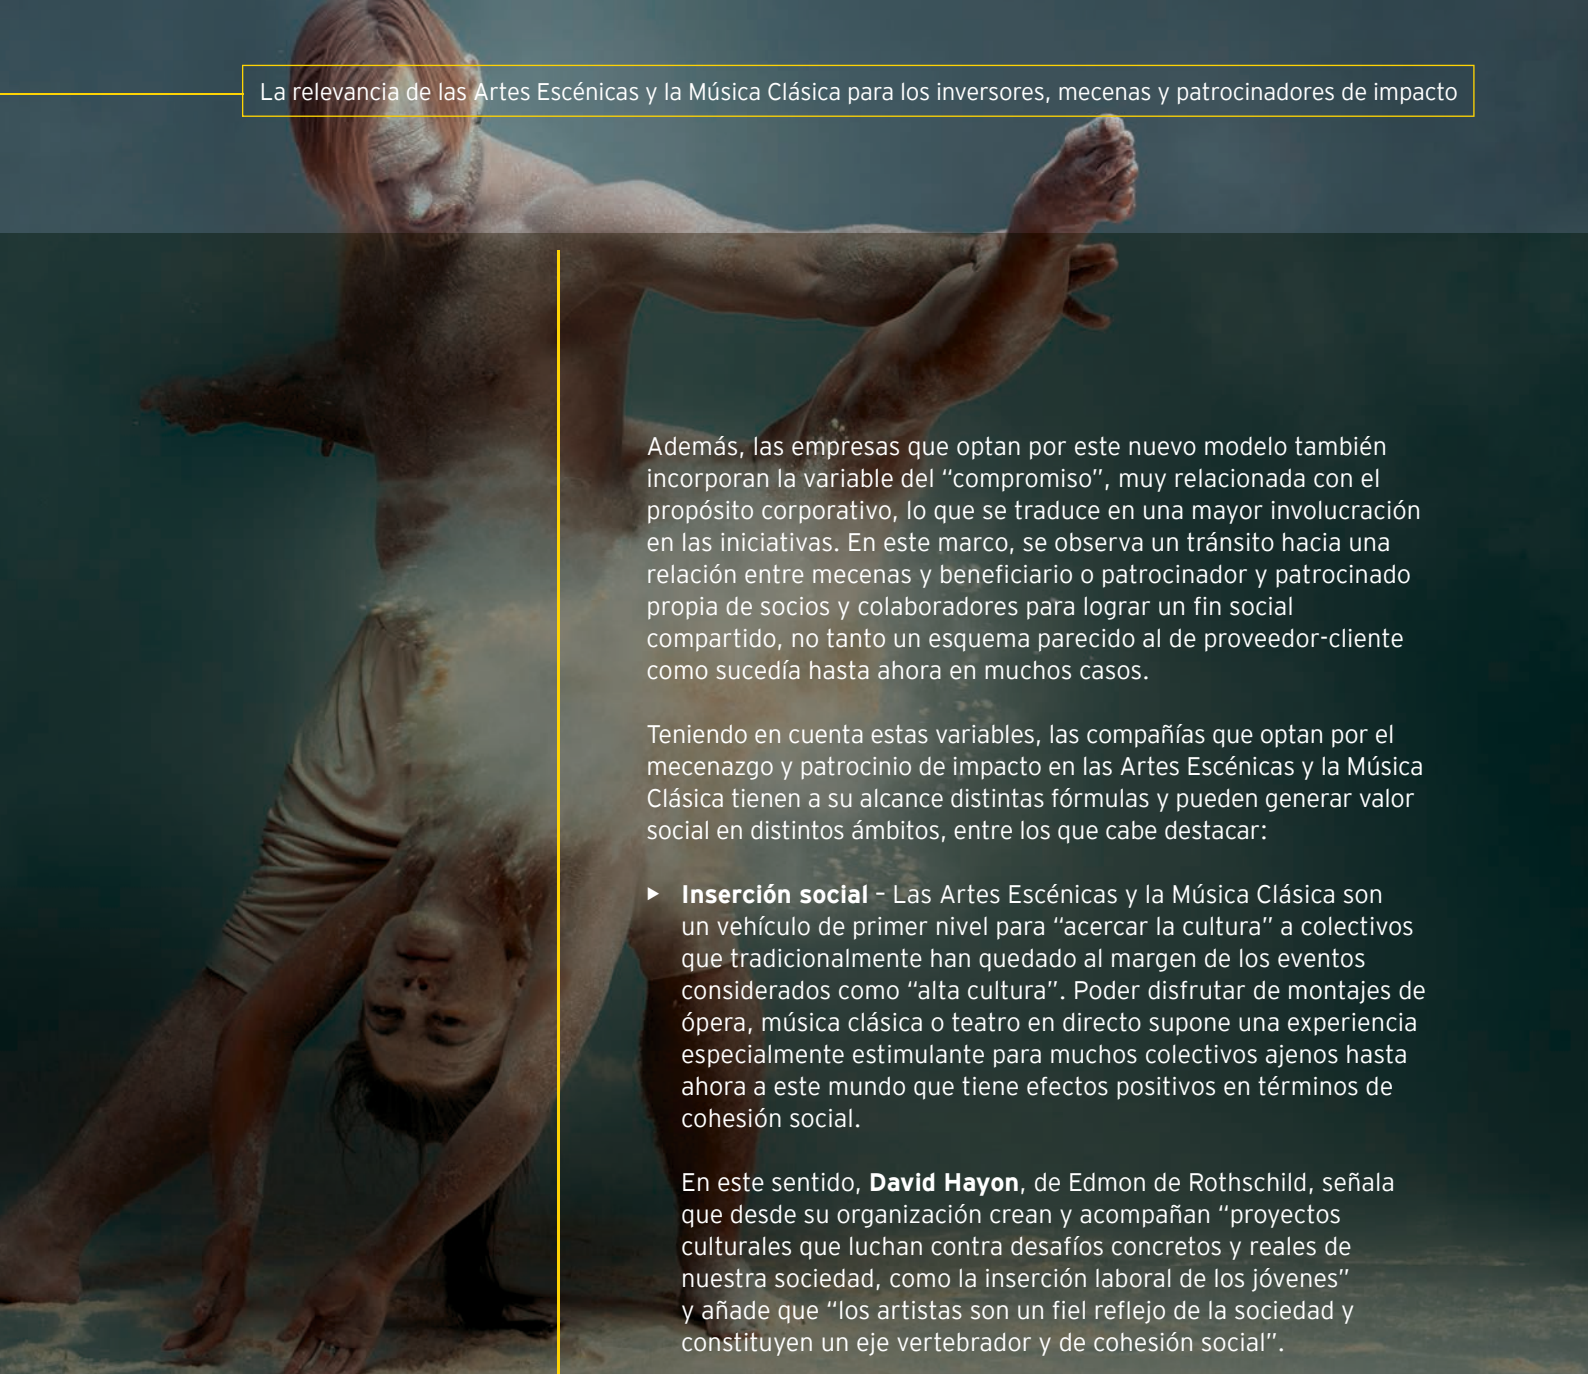 La relevancia de las Artes Escénicas y la Música Clásica para los inversores, mecenas y patrocinadores de impacto
Además, las empresas que optan por este nuevo modelo también
incorporan la variable del “compromiso”, muy relacionada con el
propósito corporativo, lo que se traduce en una mayor involucración
en las iniciativas. En este marco, se observa un tránsito hacia una
relación entre mecenas y beneficiario o patrocinador y patrocinado
propia de socios y colaboradores para lograr un fin social
compartido, no tanto un esquema parecido al de proveedor-cliente
como sucedía hasta ahora en muchos casos.
Teniendo en cuenta estas variables, las compañías que optan por el
mecenazgo y patrocinio de impacto en las Artes Escénicas y la Música
Clásica tienen a su alcance distintas fórmulas y pueden generar valor
social en distintos ámbitos, entre los que cabe destacar:
▶ Inserción social – Las Artes Escénicas y la Música Clásica son
un vehículo de primer nivel para “acercar la cultura” a colectivos
que tradicionalmente han quedado al margen de los eventos
considerados como “alta cultura”. Poder disfrutar de montajes de
ópera, música clásica o teatro en directo supone una experiencia
especialmente estimulante para muchos colectivos ajenos hasta
ahora a este mundo que tiene efectos positivos en términos de
cohesión social.
En este sentido, David Hayon, de Edmon de Rothschild, señala
que desde su organización crean y acompañan “proyectos
culturales que luchan contra desafíos concretos y reales de
nuestra sociedad, como la inserción laboral de los jóvenes”
y añade que “los artistas son un fiel reflejo de la sociedad y
constituyen un eje vertebrador y de cohesión social”.